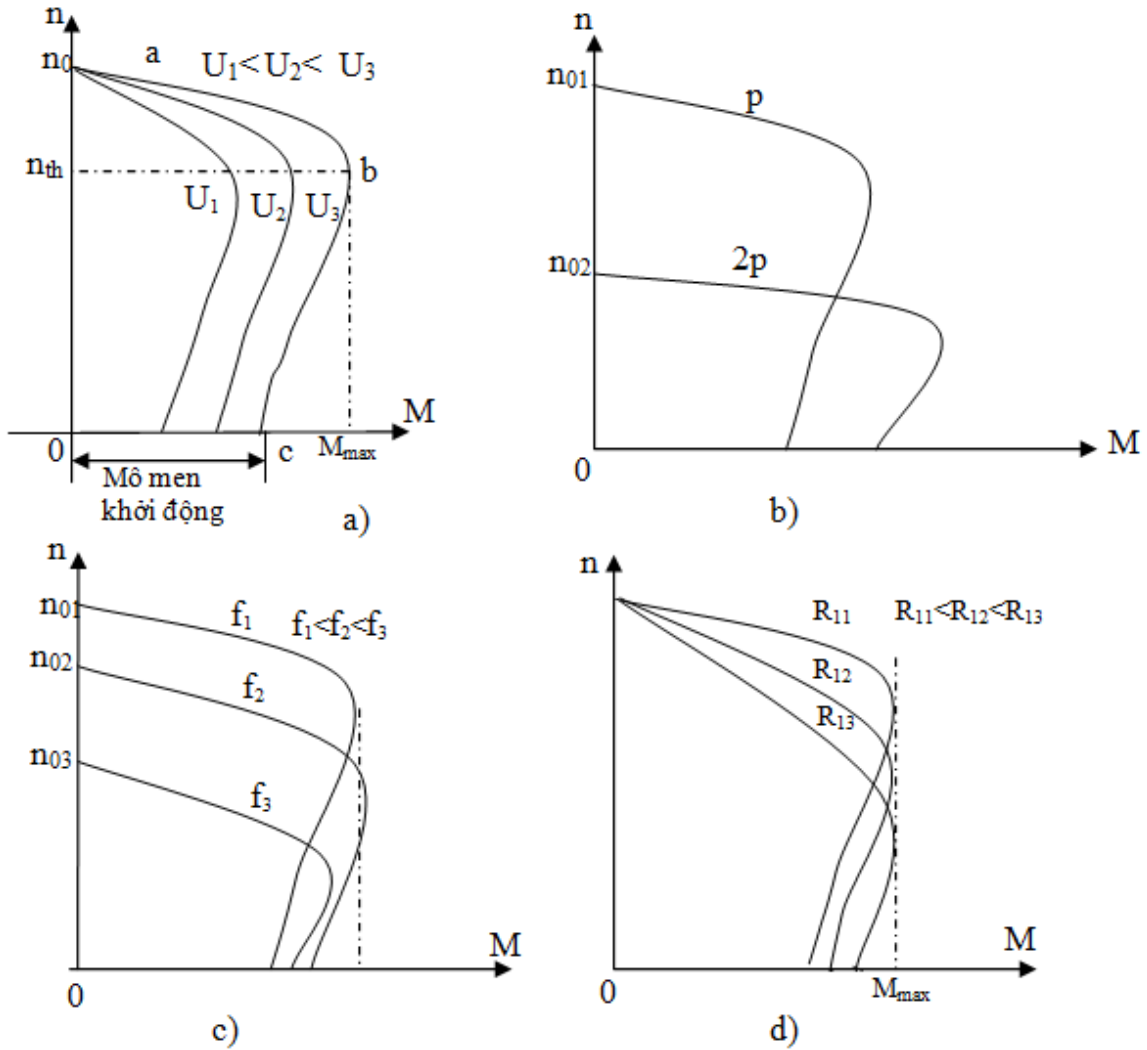 n
n₀
a
U₁< U₂< U₃
nth
b
U₁
U₂
U₃
M
0
c
Mmax
Mô men
khởi động
a)
n
n₀₁
p
n₀₂
2p
0
M
b)
n
n₀₁
f₁
f₁<f₂<f₃
n₀₂
f₂
n₀₃
f₃
M
0
c)
n
R₁₁
R₁₁<R₁₂<R₁₃
R₁₂
R₁₃
M
0
Mmax
d)